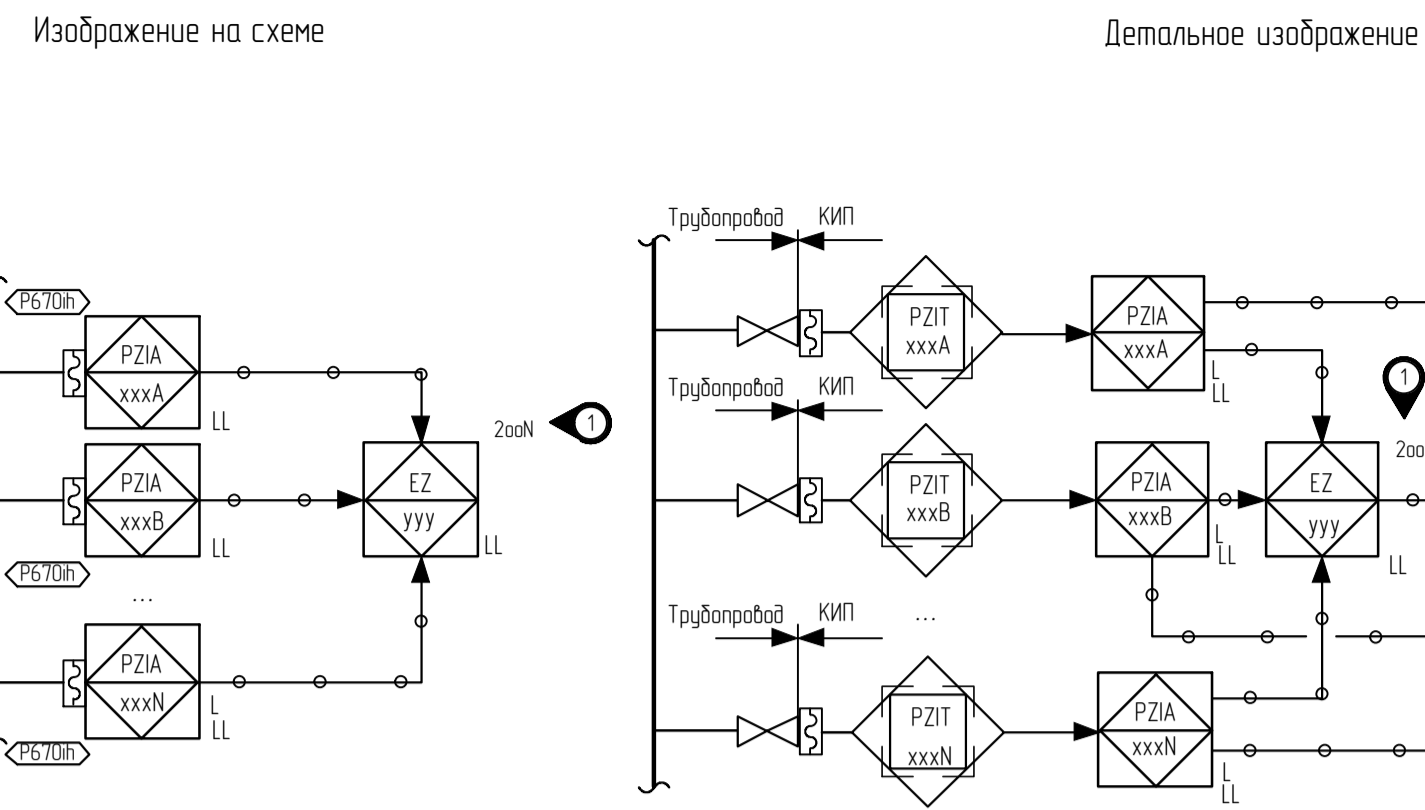 Изображение на схеме
Детальное изображение
P670ih
PZIA
xxxA
LL
PZIA
xxxB
LL
P670ih
...
PZIA
xxxN
L
LL
P670ih
EZ
yyy
LL
2ooN
1
Трубопровод
КИП
PZIT
xxxA
PZIA
xxxA
L
LL
Трубопровод
КИП
PZIT
xxxB
PZIA
xxxB
L
LL
1
2oo
EZ
yyy
LL
Трубопровод
КИП
...
PZIT
xxxN
PZIA
xxxN
L
LL